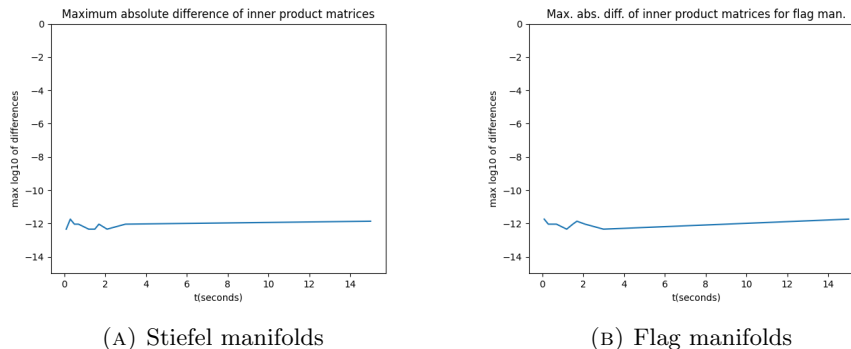 Maximum absolute difference of inner product matrices
0
−2
−4
−6
−8
−10
−12
−14
max log10 of differences
0 2 4 6 8 10 12 14
t(seconds)
(A) Stiefel manifolds
Max. abs. diff. of inner product matrices for flag man.
0
−2
−4
−6
−8
−10
−12
−14
max log10 of differences
0 2 4 6 8 10 12 14
t(seconds)
(B) Flag manifolds